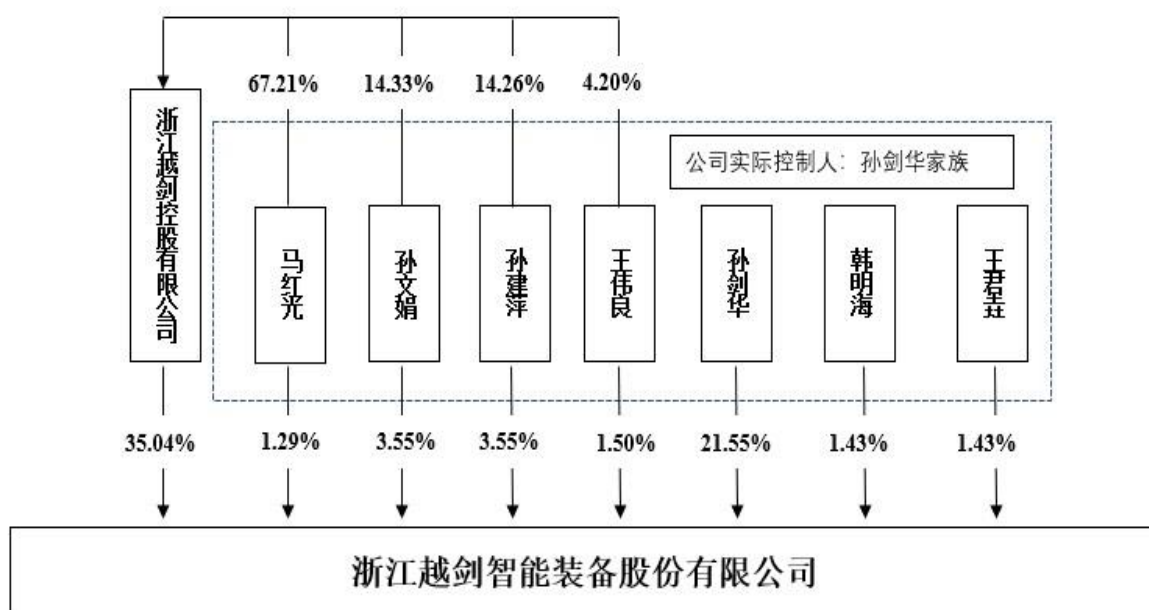 67.21%
14.33%
14.26%
4.20%
浙江越剑控股有限公司
公司实际控制人：孙剑华家族
马红光
孙文娟
孙建萍
王伟良
孙剑华
韩明海
王君垚
35.04%
1.29%
3.55%
3.55%
1.50%
21.55%
1.43%
1.43%
浙江越剑智能装备股份有限公司